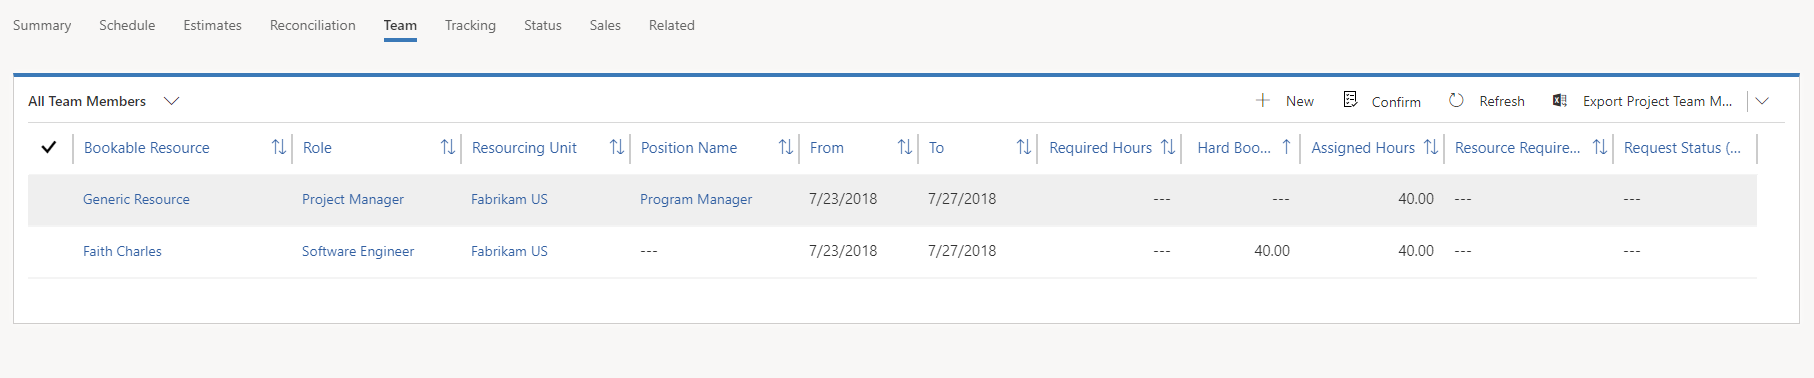 Summary Schedule Estimates Reconciliation Team Tracking Status Sales Related
All Team Members New Confirm Refresh Export Project Team M...
Bookable Resource Role Resourcing Unit Position Name From To Required Hours Hard Boo... Assigned Hours Resource Require... Request Status (...
Generic Resource Project Manager Fabrikam US Program Manager 7/23/2018 7/27/2018 --- --- 40.00 --- ---
Faith Charles Software Engineer Fabrikam US --- 7/23/2018 7/27/2018 --- 40.00 40.00 --- ---